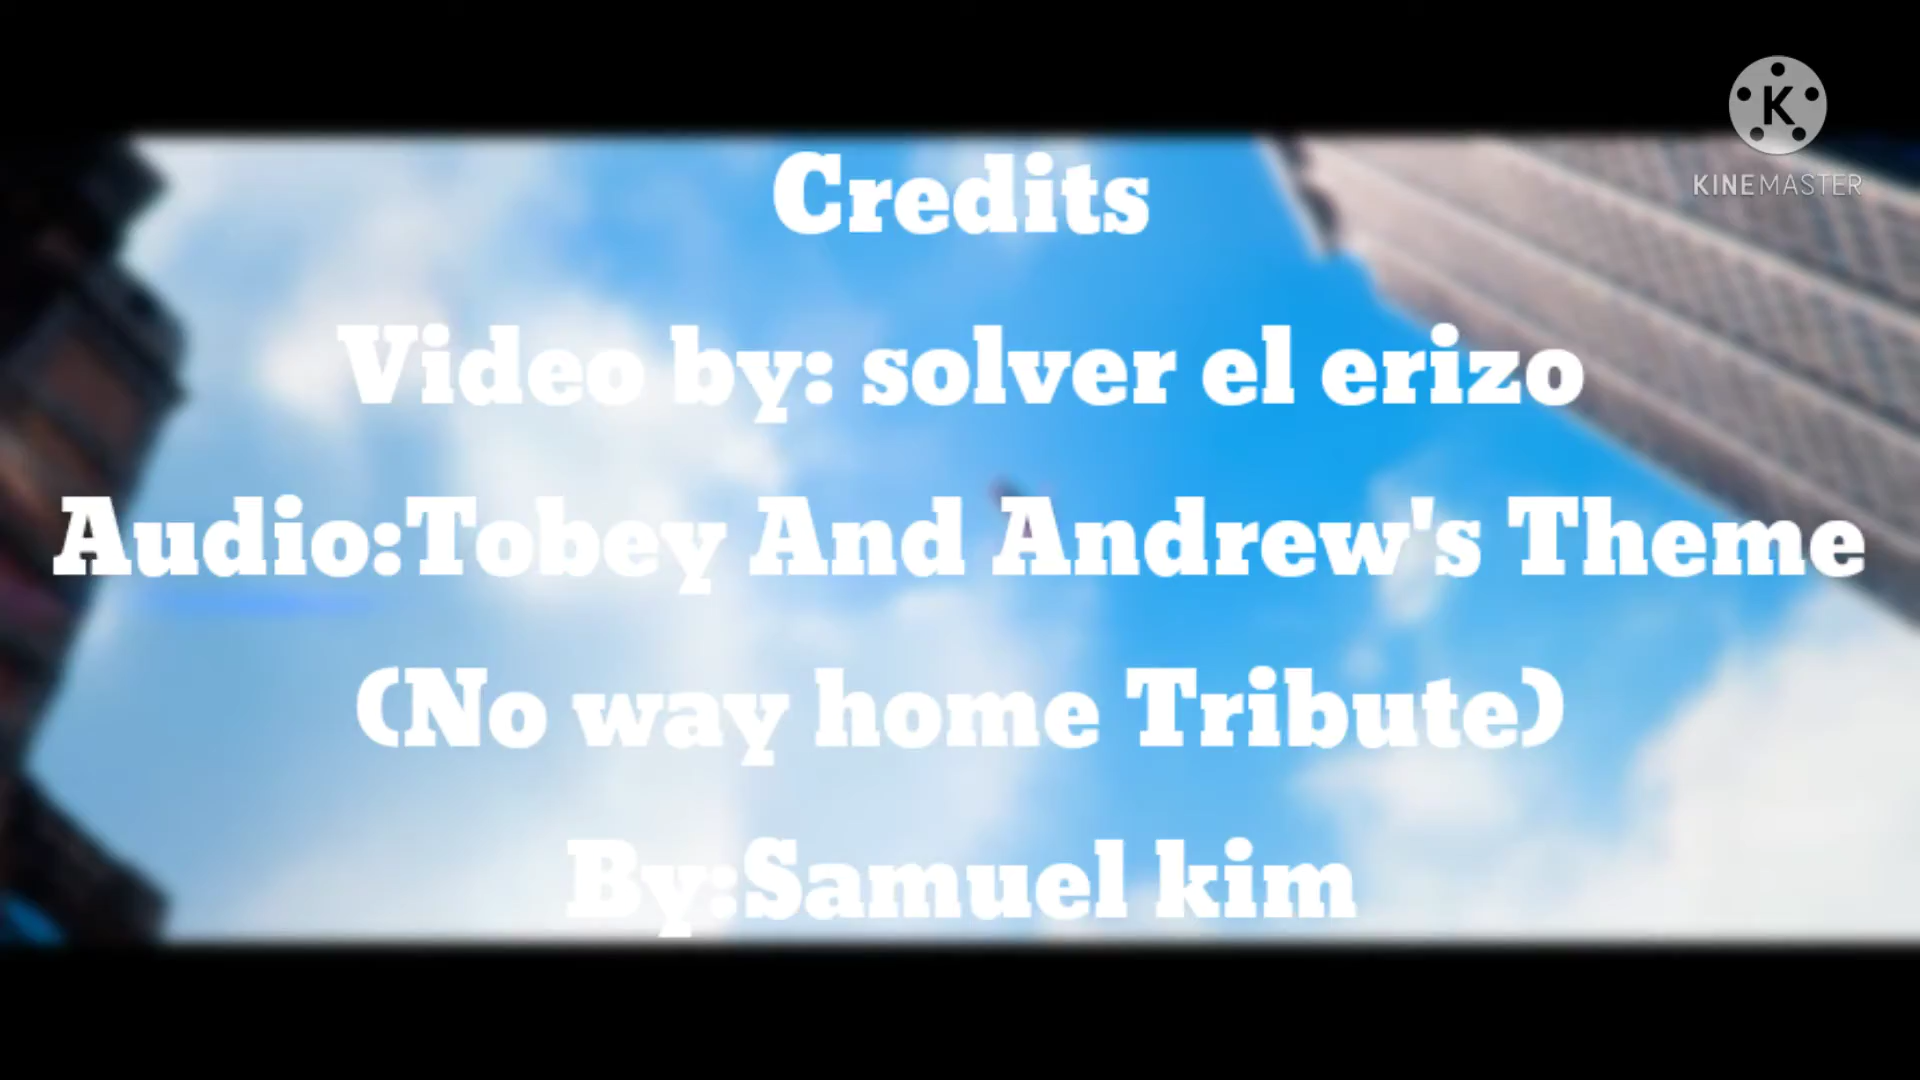 K
KINEMASTER
Credits
Video by: solver el erizo
Audio:Tobey And Andrew's Theme
(No way home Tribute)
By:Samuel kim